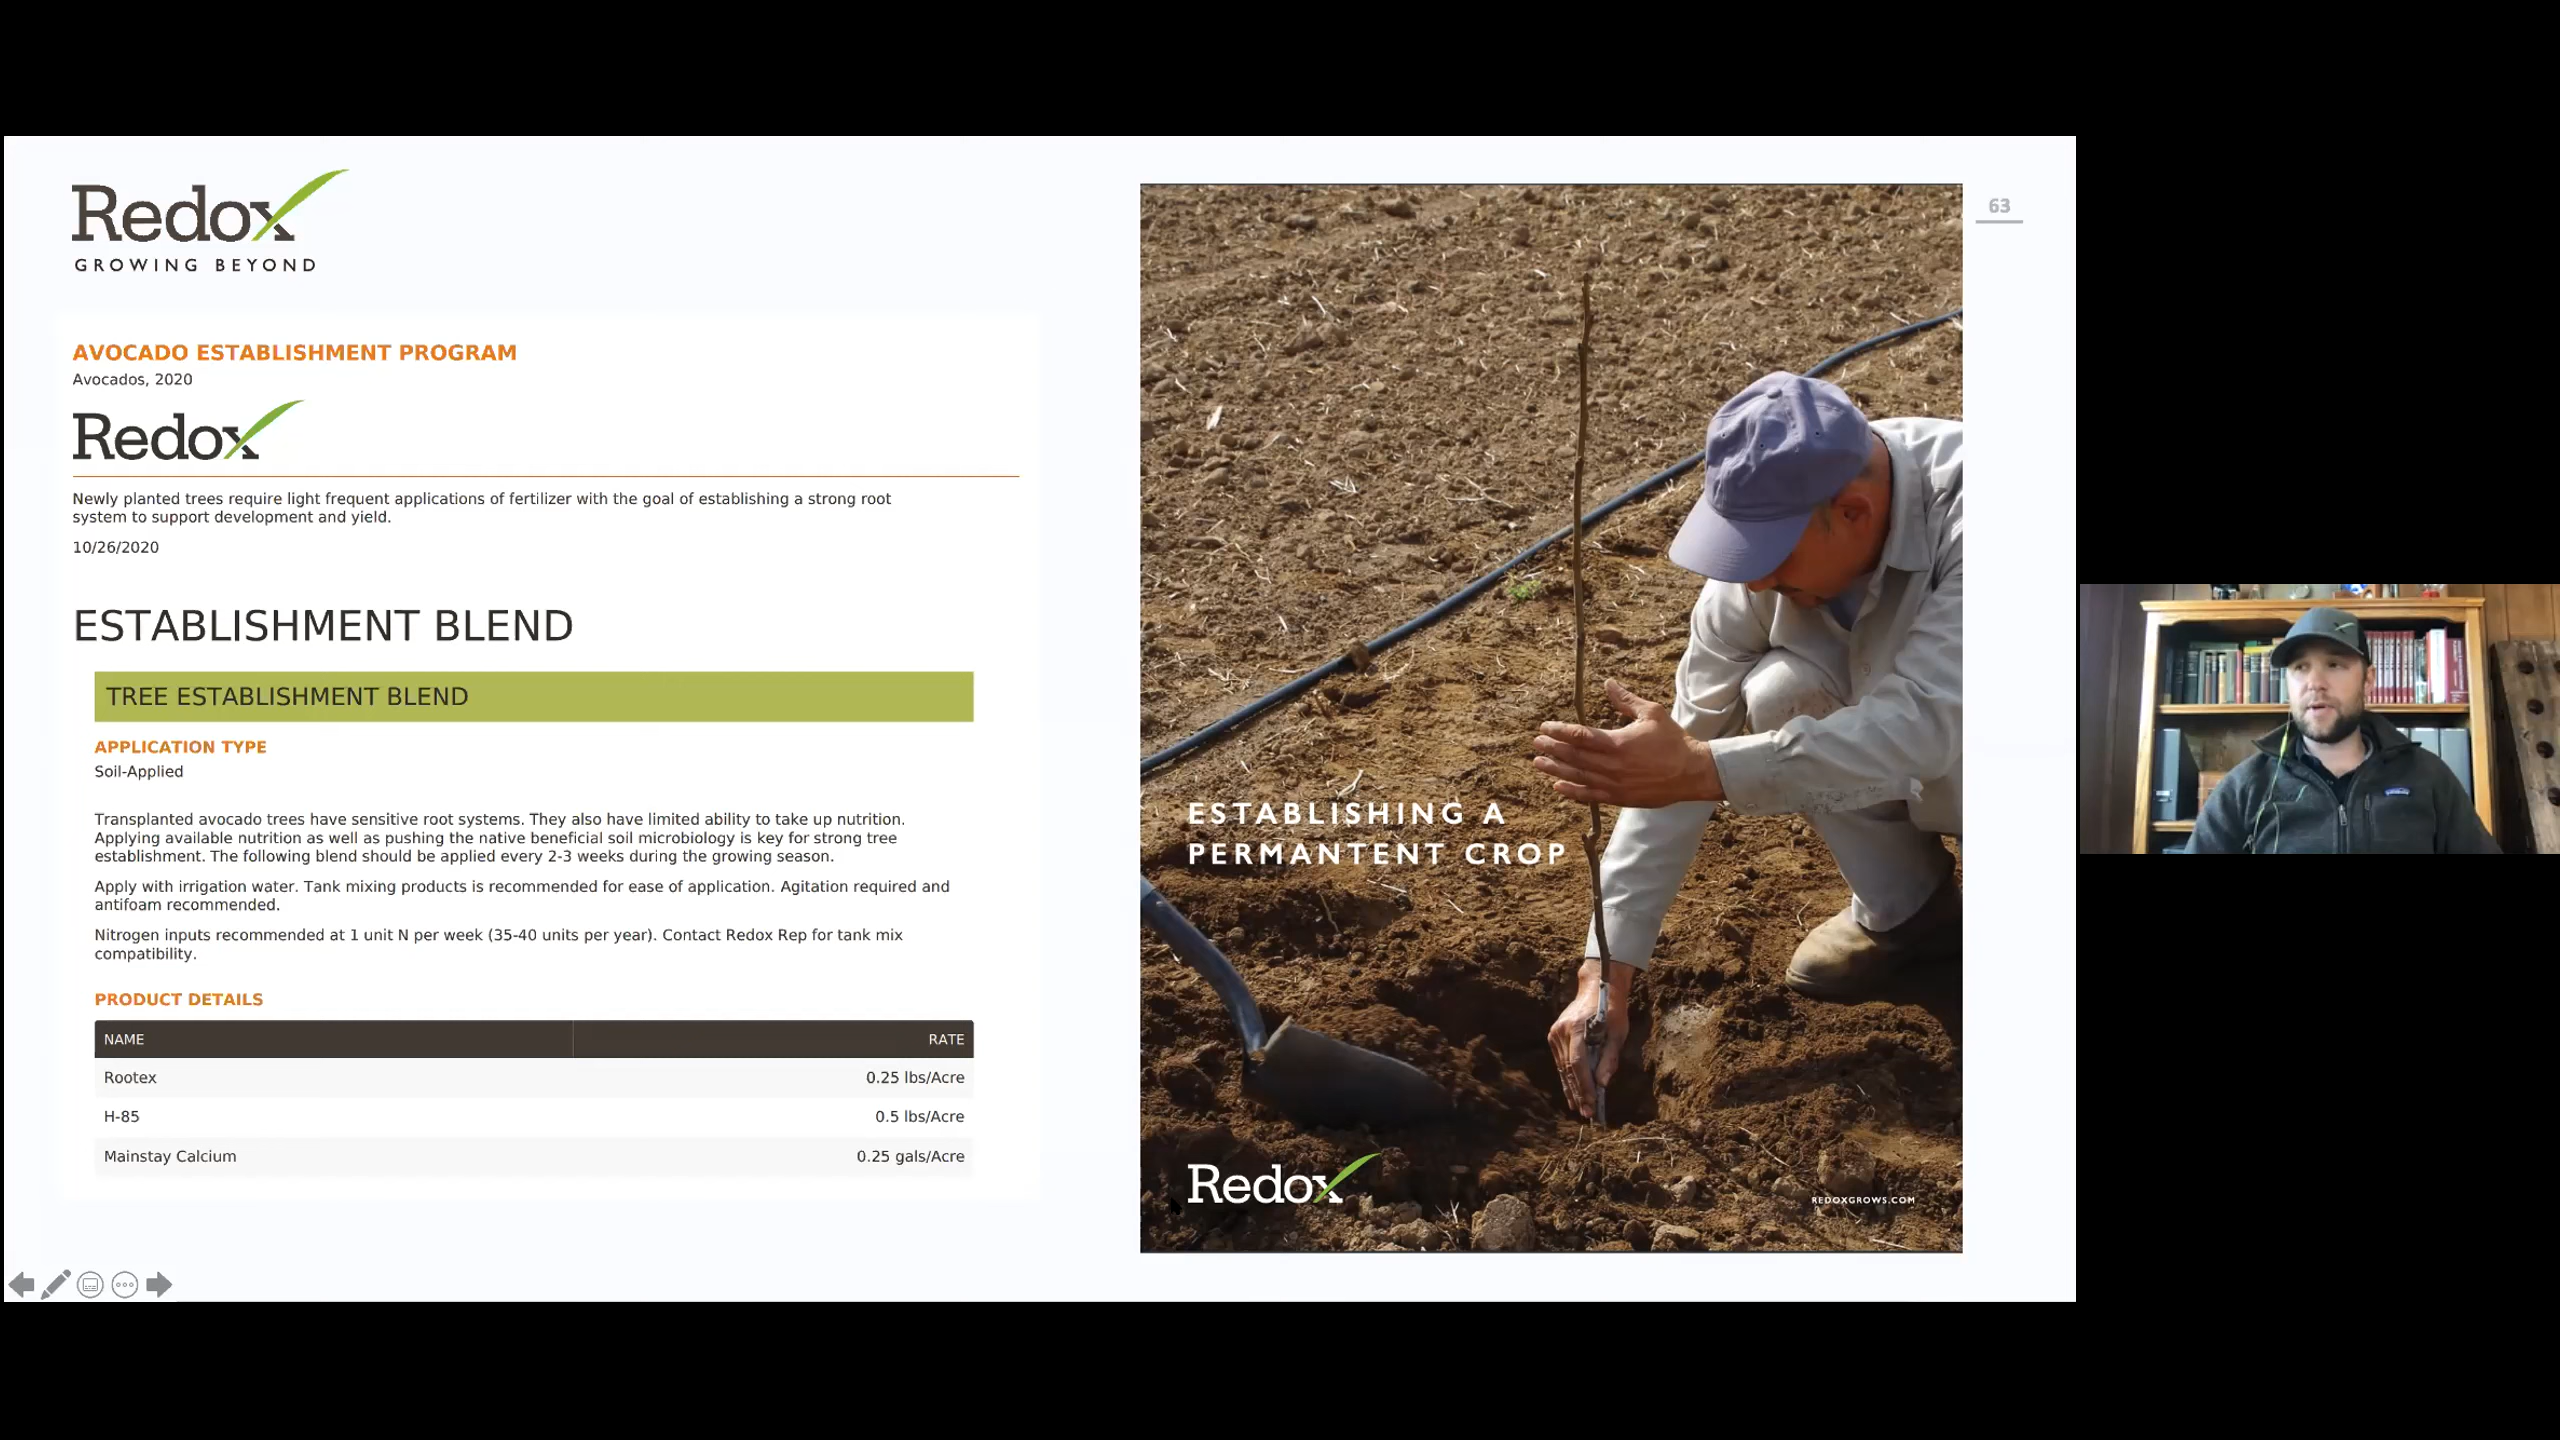 Redox
GROWING BEYOND
AVOCADO ESTABLISHMENT PROGRAM
Avocados, 2020
Redox
Newly planted trees require light frequent applications of fertilizer with the goal of establishing a strong root
system to support development and yield.
10/26/2020
ESTABLISHMENT BLEND
TREE ESTABLISHMENT BLEND
APPLICATION TYPE
Soil-Applied
Transplanted avocado trees have sensitive root systems. They also have limited ability to take up nutrition.
Applying available nutrition as well as pushing the native beneficial soil microbiology is key for strong tree
establishment. The following blend should be applied every 2-3 weeks during the growing season.
Apply with irrigation water. Tank mixing products is recommended for ease of application. Agitation required and
antifoam recommended.
Nitrogen inputs recommended at 1 unit N per week (35-40 units per year). Contact Redox Rep for tank mix
compatibility.
PRODUCT DETAILS
NAME RATE
Rootex 0.25 lbs/Acre
H-85 0.5 lbs/Acre
Mainstay Calcium 0.25 gals/Acre
63
ESTABLISHING A
PERMANTENT CROP
Redox
REDOXGROWS.COM